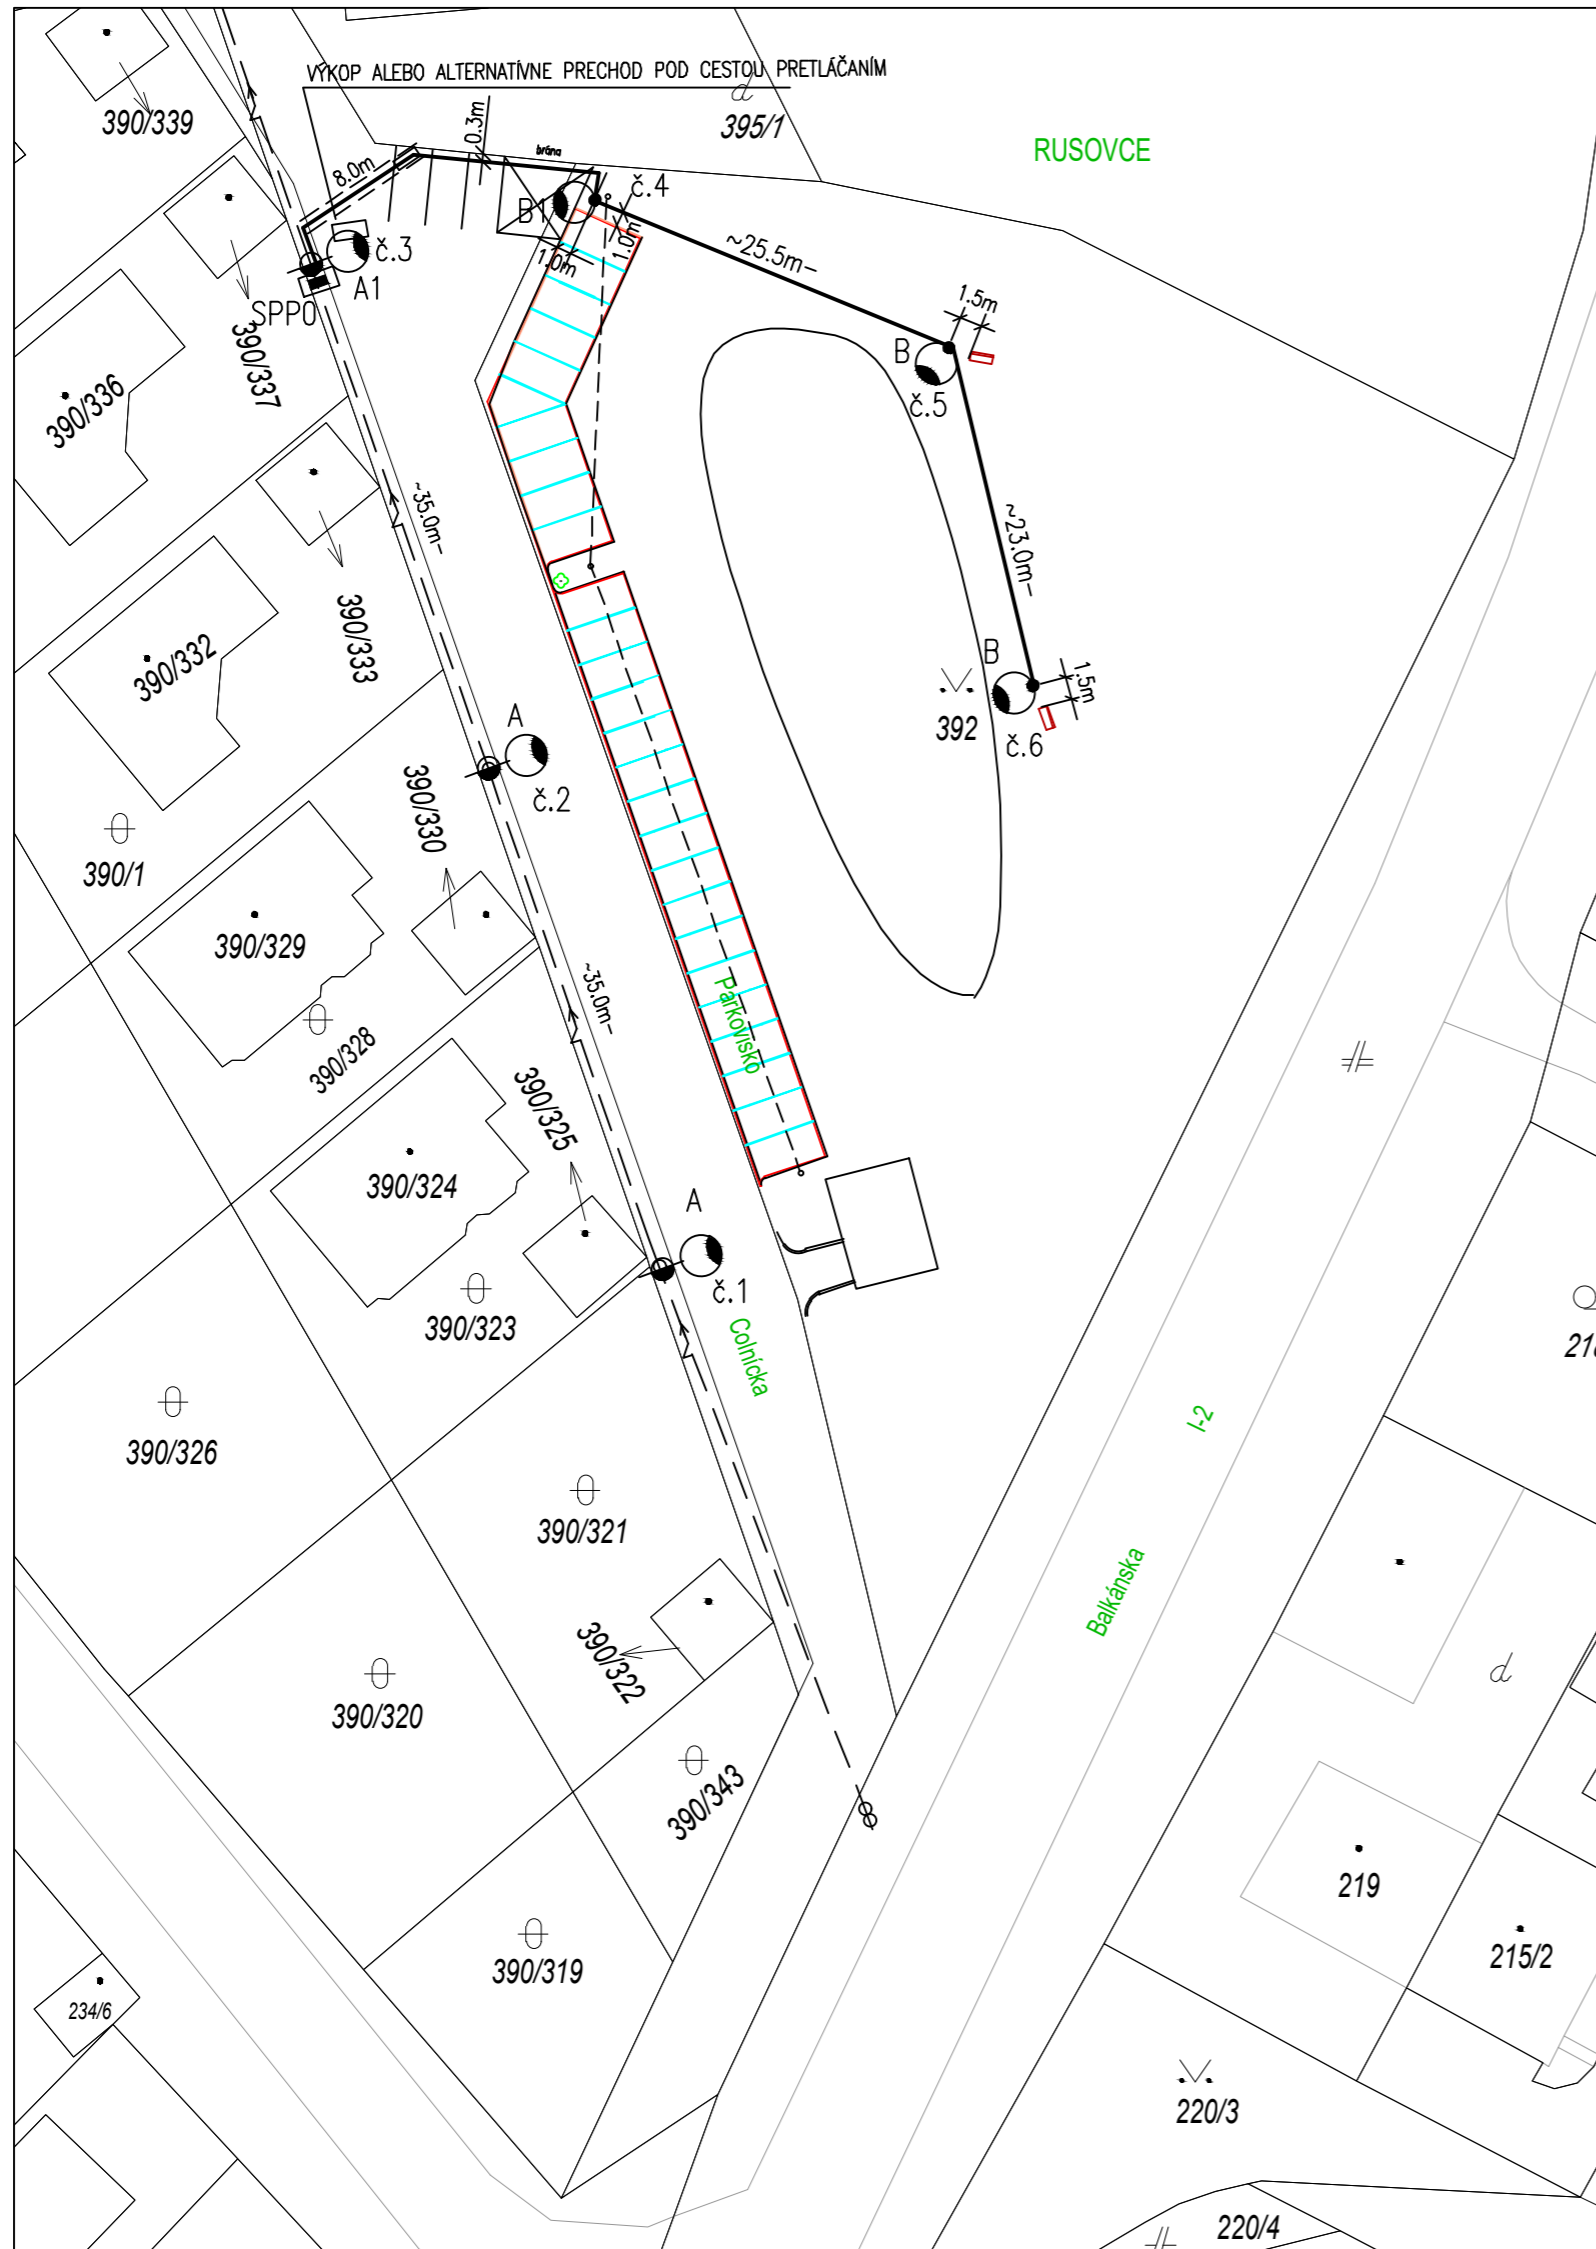 VÝKOP ALEBO ALTERNATÍVNE PRECHOD POD CESTOU PRETLÁČANÍM
390/339
d
395/1
RUSOVCE
0.3m
brána
8.0m
č.4
B1
1.0m
1.0m
č.3
A1
SPPO
390/337
~25.5m~
1.5m
B
č.5
390/336
~35.0m~
~23.0m~
390/333
390/332
B
1.5m
392
č.6
A
č.2
390/330
390/1
390/329
~35.0m~
Parkovisko
390/328
390/325
390/324
A
č.1
390/323
Colnícka
390/326
I-2
390/321
Balkánska
390/322
390/320
d
390/343
219
215/2
390/319
234/6
220/3
220/4